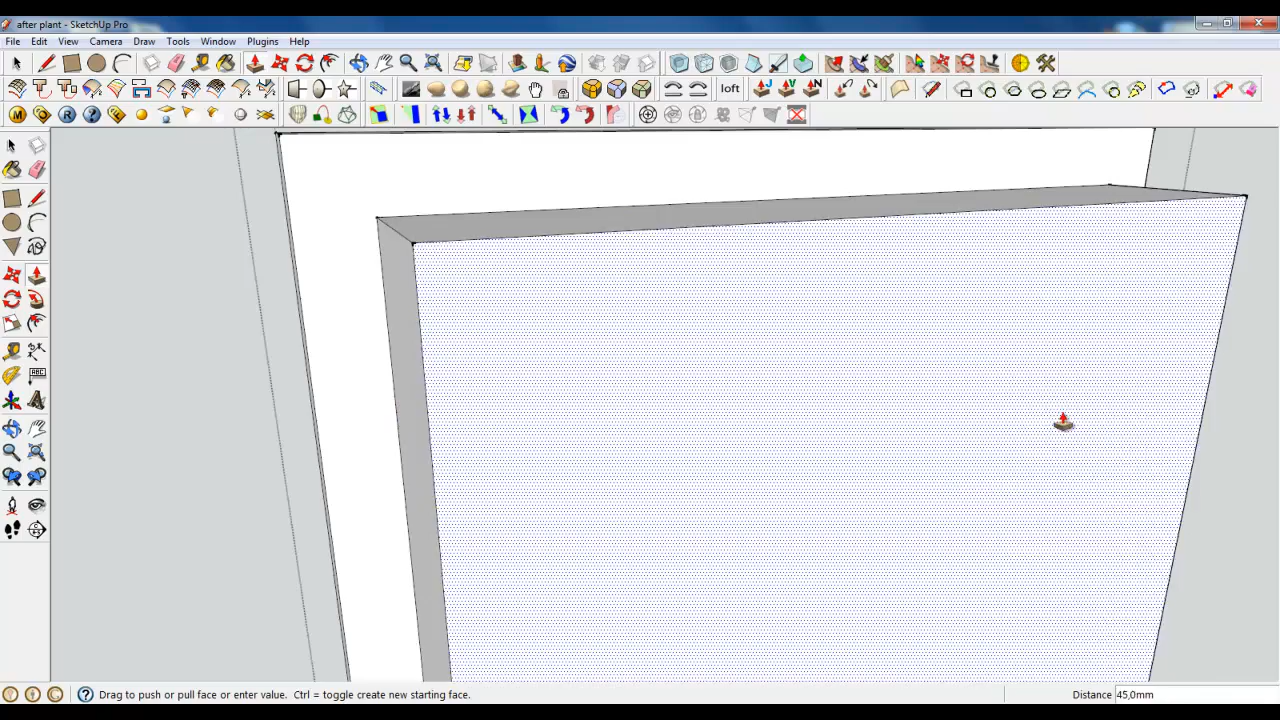 after plant - SketchUp Pro
File Edit View Camera Draw Tools Window Plugins Help
loft
M R ?
ABC
Drag to push or pull face or enter value. Ctrl = toggle create new starting face. Distance 45,0mm